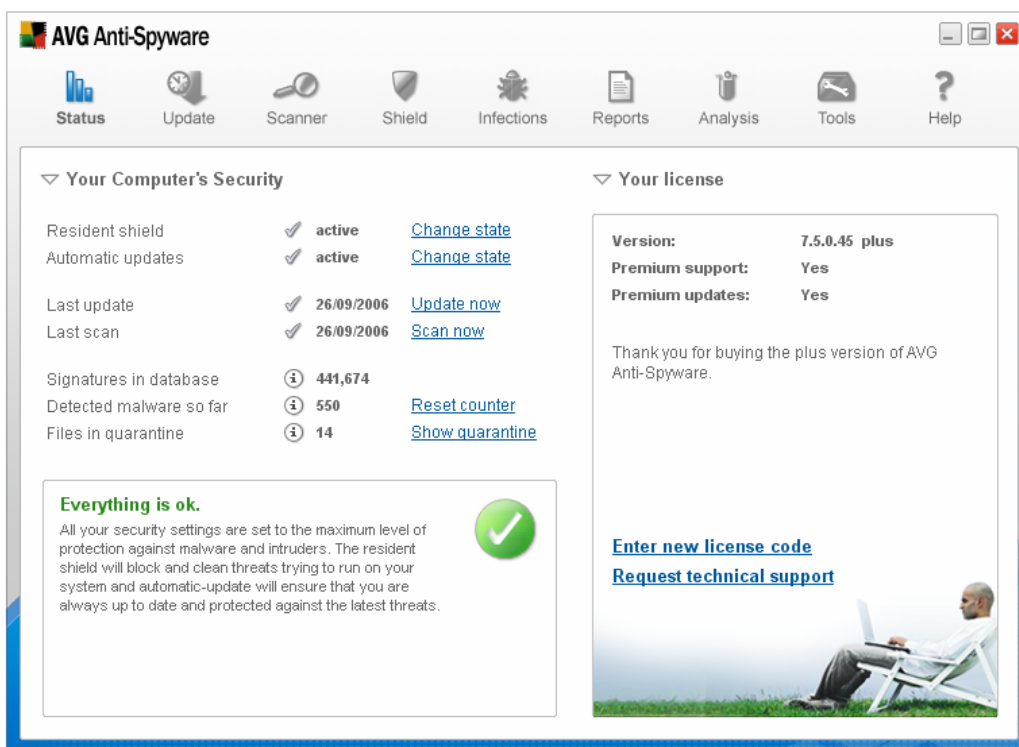 AVG Anti-Spyware
Status Update Scanner Shield Infections Reports Analysis Tools Help
Your Computer's Security
Resident shield active Change state
Automatic updates active Change state
Last update 26/09/2006 Update now
Last scan 26/09/2006 Scan now
Signatures in database 441,674
Detected malware so far 550 Reset counter
Files in quarantine 14 Show quarantine
Everything is ok.
All your security settings are set to the maximum level of
protection against malware and intruders. The resident
shield will block and clean threats trying to run on your
system and automatic-update will ensure that you are
always up to date and protected against the latest threats.
Your license
Version: 7.5.0.45 plus
Premium support: Yes
Premium updates: Yes
Thank you for buying the plus version of AVG
Anti-Spyware.
Enter new license code
Request technical support